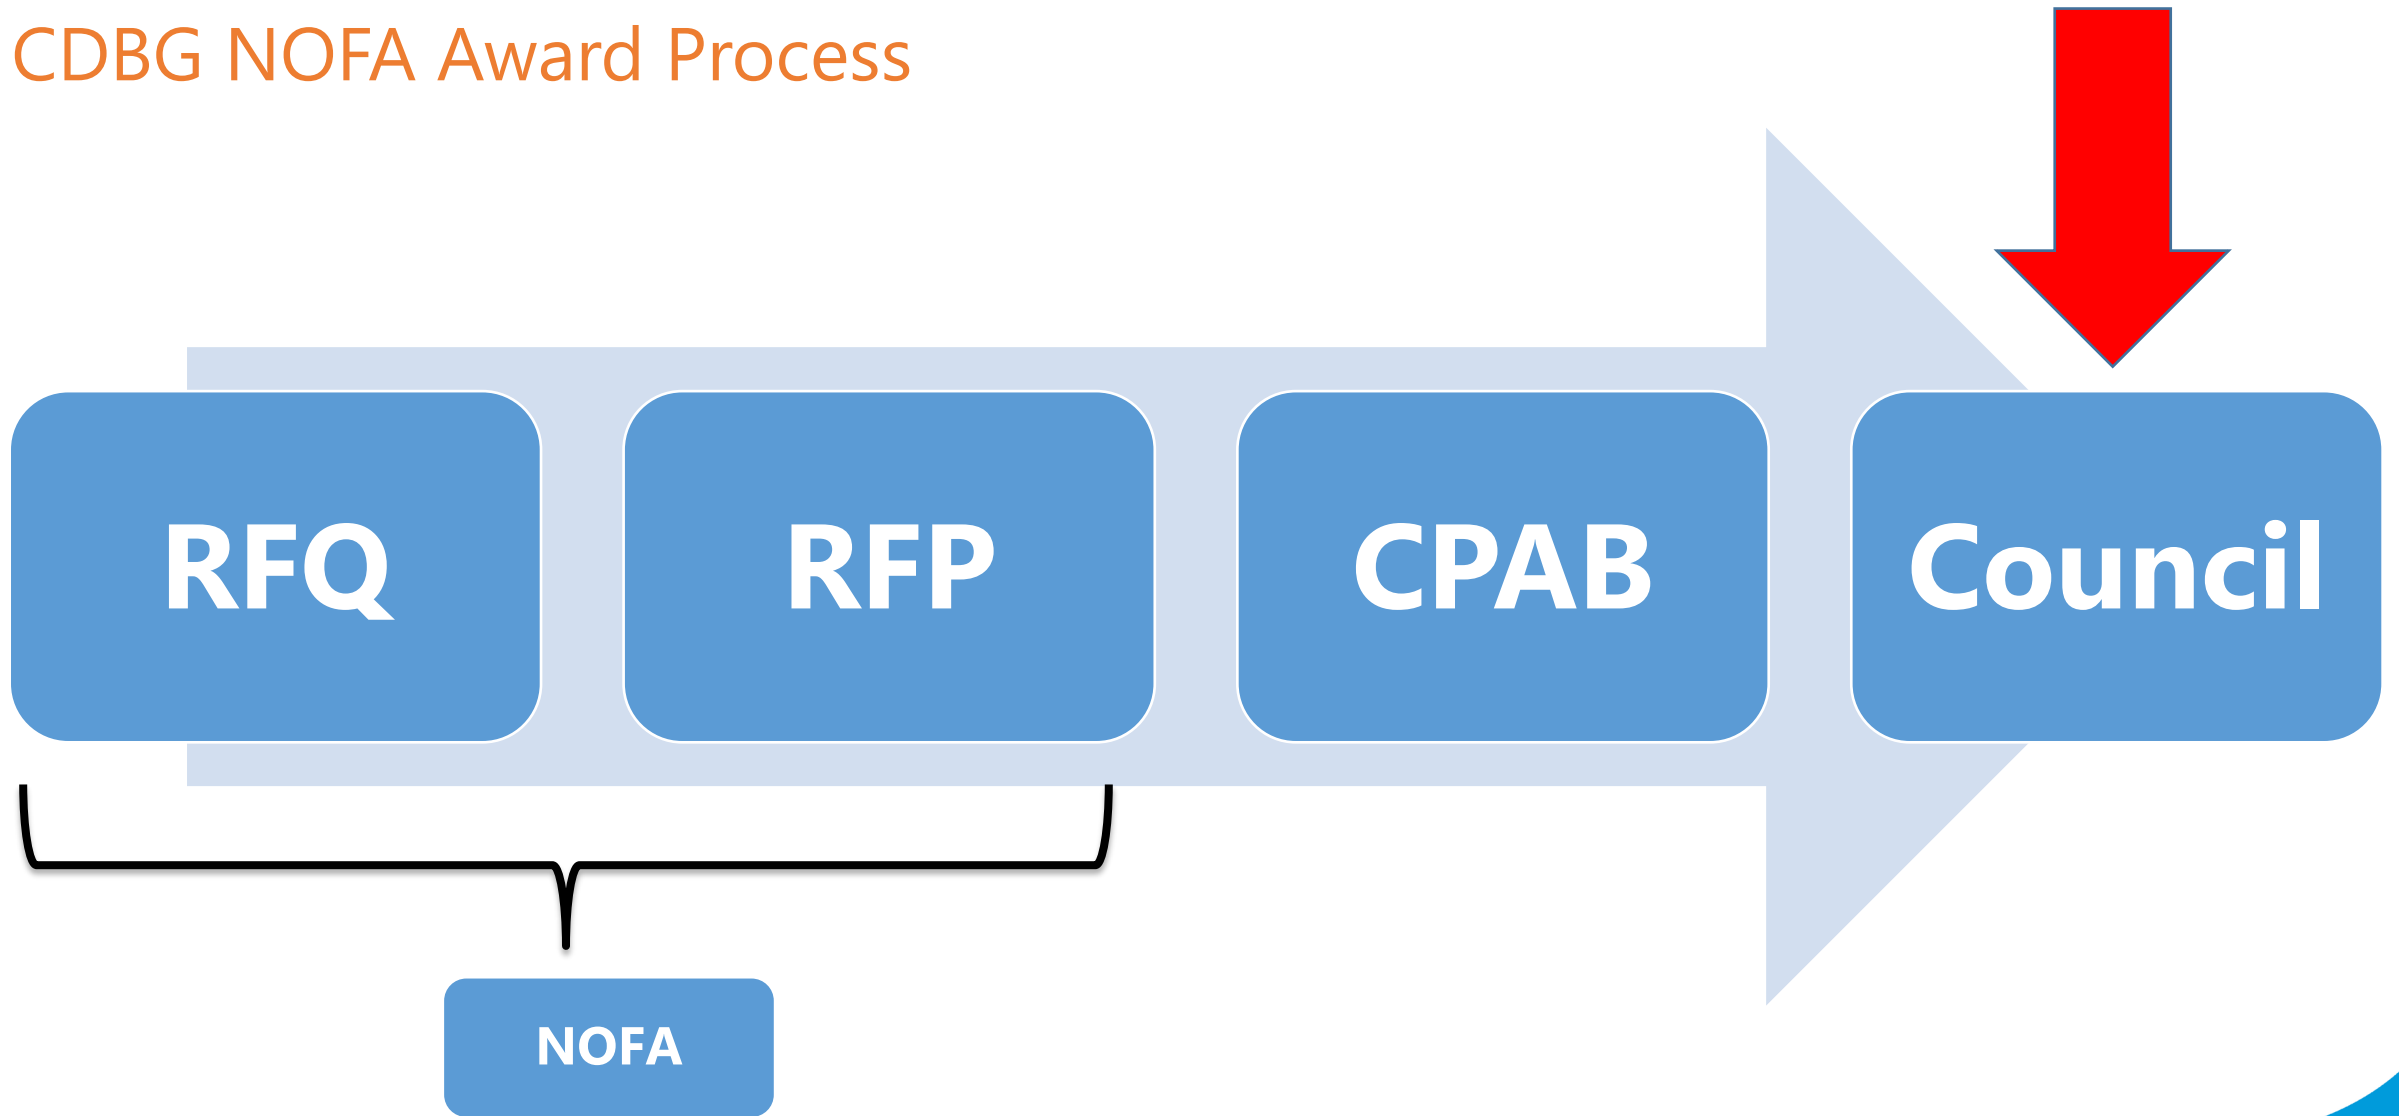 CDBG NOFA Award Process
RFQ
RFP
CPAB
Council
NOFA